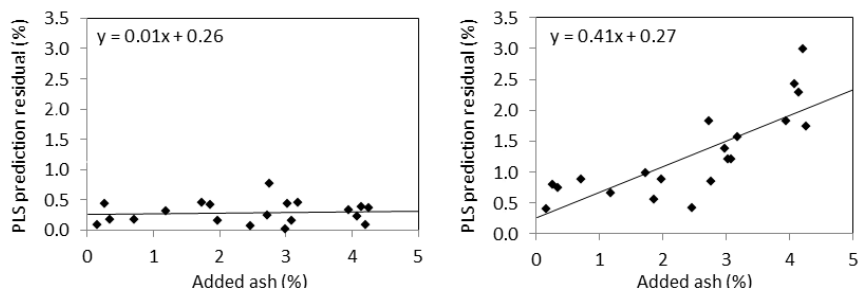 y = 0.01x + 0.26
PLS prediction residual (%)
3.5
3.0
2.5
2.0
1.5
1.0
0.5
0.0
0 1 2 3 4 5
Added ash (%)
y = 0.41x + 0.27
PLS prediction residual (%)
3.5
3.0
2.5
2.0
1.5
1.0
0.5
0.0
0 1 2 3 4 5
Added ash (%)